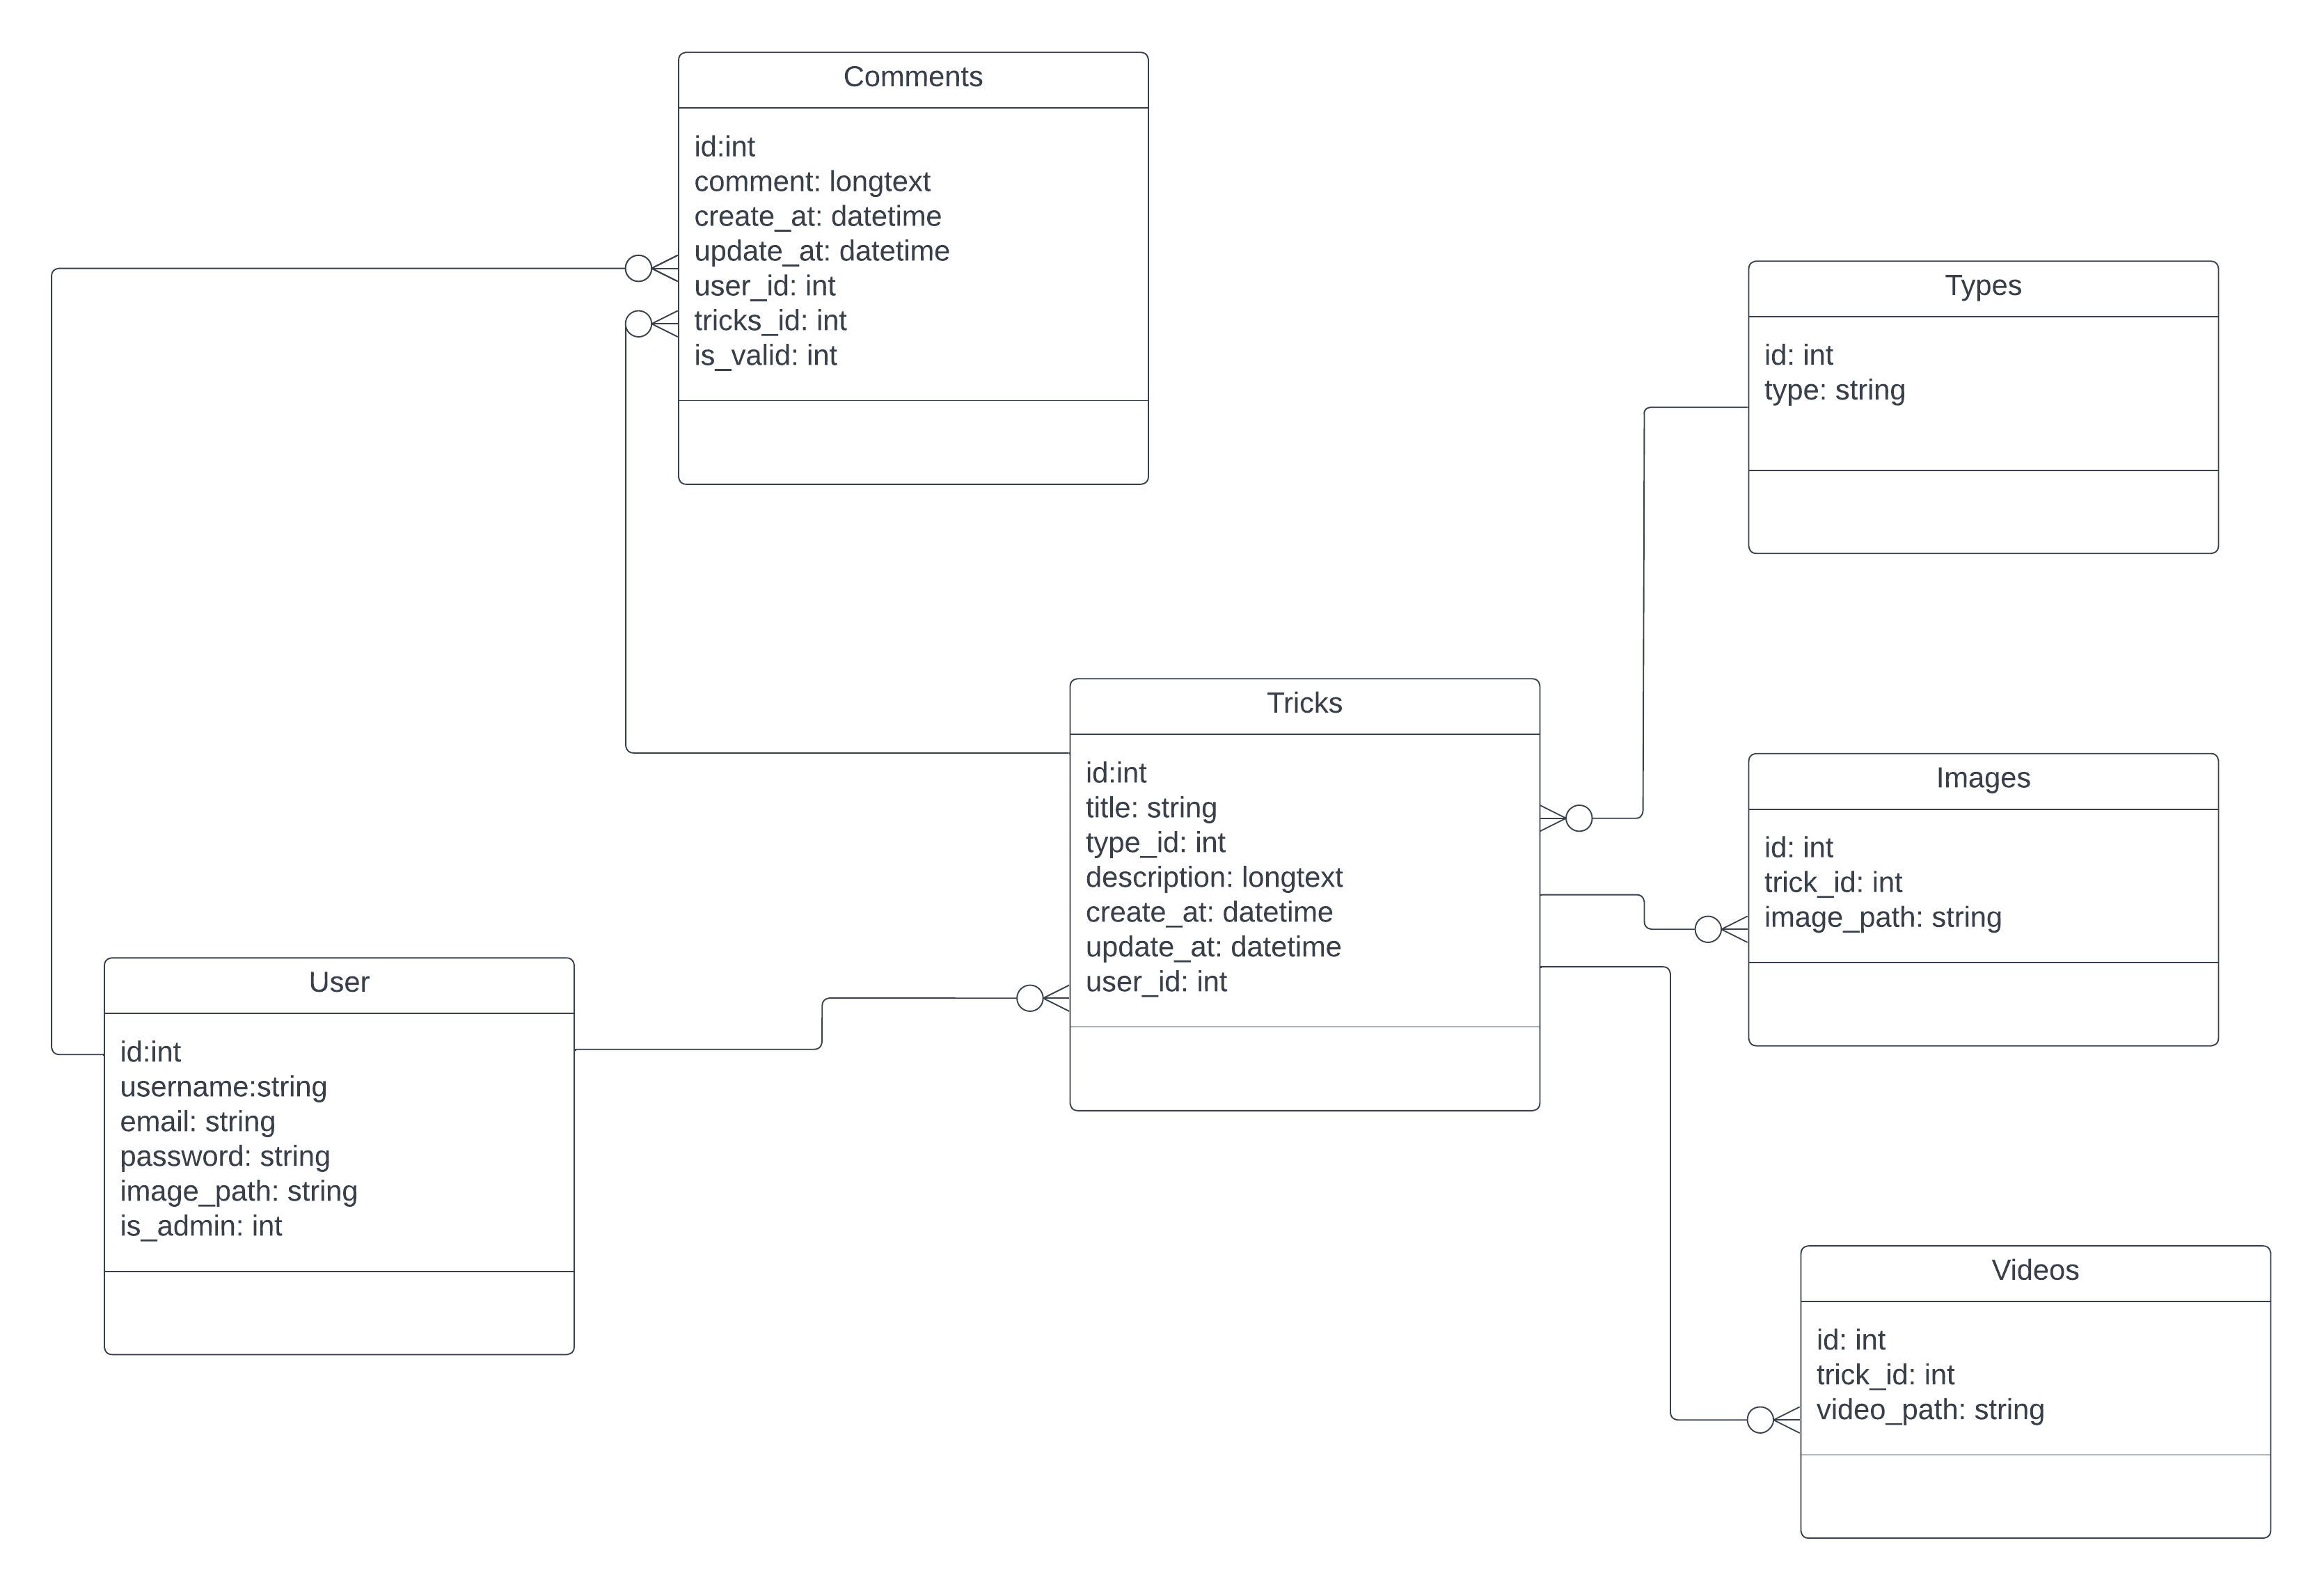 Comments
id:int
comment: longtext
create_at: datetime
update_at: datetime
user_id: int
tricks_id: int
is_valid: int
Types
id: int
type: string
Tricks
id:int
title: string
type_id: int
description: longtext
create_at: datetime
update_at: datetime
user_id: int
Images
id: int
trick_id: int
image_path: string
User
id:int
username:string
email: string
password: string
image_path: string
is_admin: int
Videos
id: int
trick_id: int
video_path: string